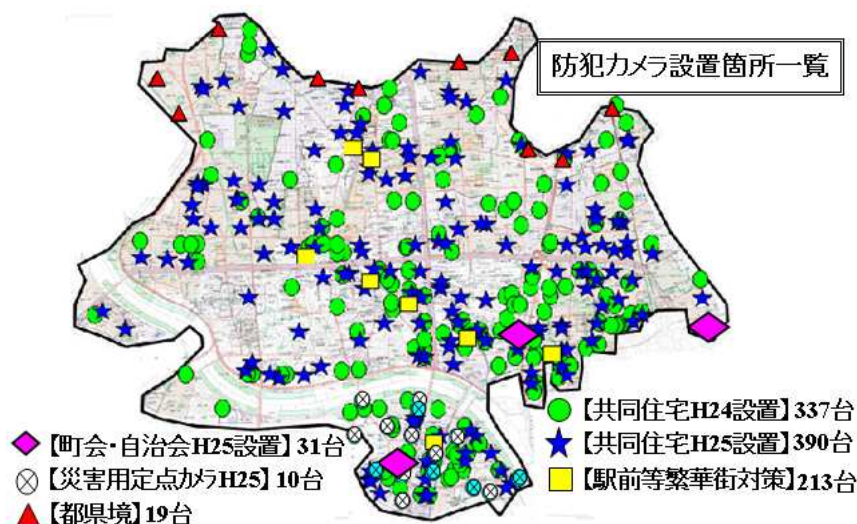 防犯カメラ設置箇所一覧
【共同住宅H24設置】337台
【町会・自治会H25設置】31台
【共同住宅H25設置】390台
【災害用定点カメラH25】10台
【駅前等繁華街対策】213台
【都県境】19台